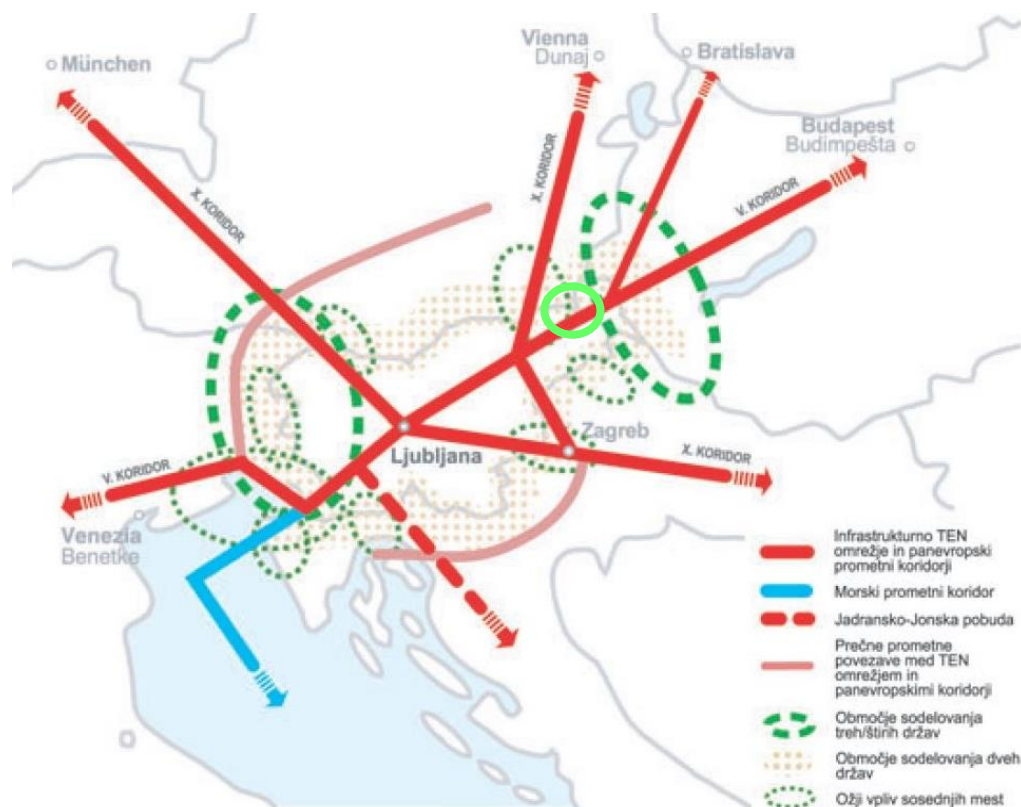 München
Vienna
Dunaj
Bratislava
Budapest
Budimpešta
X. KORIDOR
X. KORIDOR
V. KORIDOR
Zagreb
Ljubljana
X. KORIDOR
V. KORIDOR
Venezia
Benetke
Infrastrukturno TEN
omrežje in panevropski
prometni koridorji
Morski prometni koridor
Jadransko-Jonska pobuda
Prečne prometne
povezave med TEN
omrežjem in
panevropskimi koridorji
Območje sodelovanja
treh/štirih držav
Območje sodelovanja dveh
držav
Ožji vpliv sosednjih mest